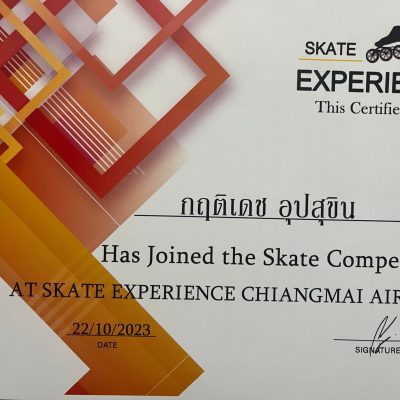 SKATE
EXPERIE
This Certifie
กฤติเดช อุปสุขิน
Has Joined the Skate Compe
AT SKATE EXPERIENCE CHIANGMAI AIR
22/10/2023
DATE
SIGNATURE